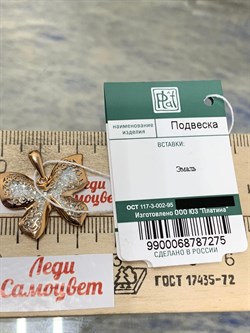 Plat
наименование
изделия
Подвеска
ВСТАВКИ:
Эмаль
ОСТ 117-3-002-95
Изготовлено ООО ЮЗ "Платина"
9900068787275
СДЕЛАНО В РОССИИ
Леди
Самоцвет
Леди
Самоцвет
ГОСТ 17435-72